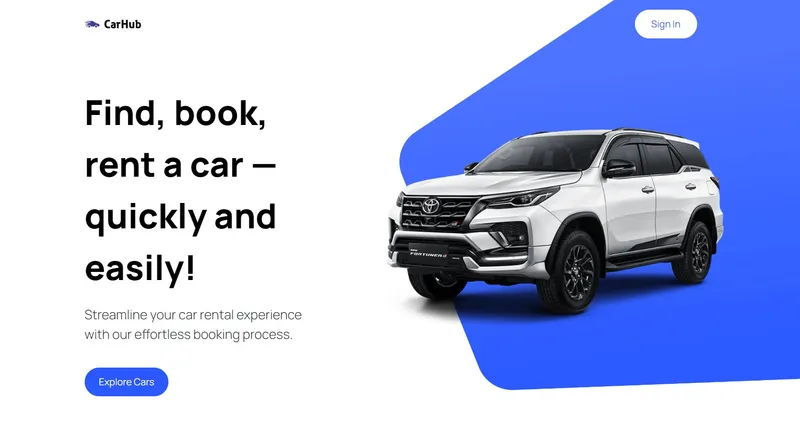 CarHub
Sign In
Find, book,
rent a car —
quickly and
easily!
Streamline your car rental experience
with our effortless booking process.
Explore Cars
FORTUNER